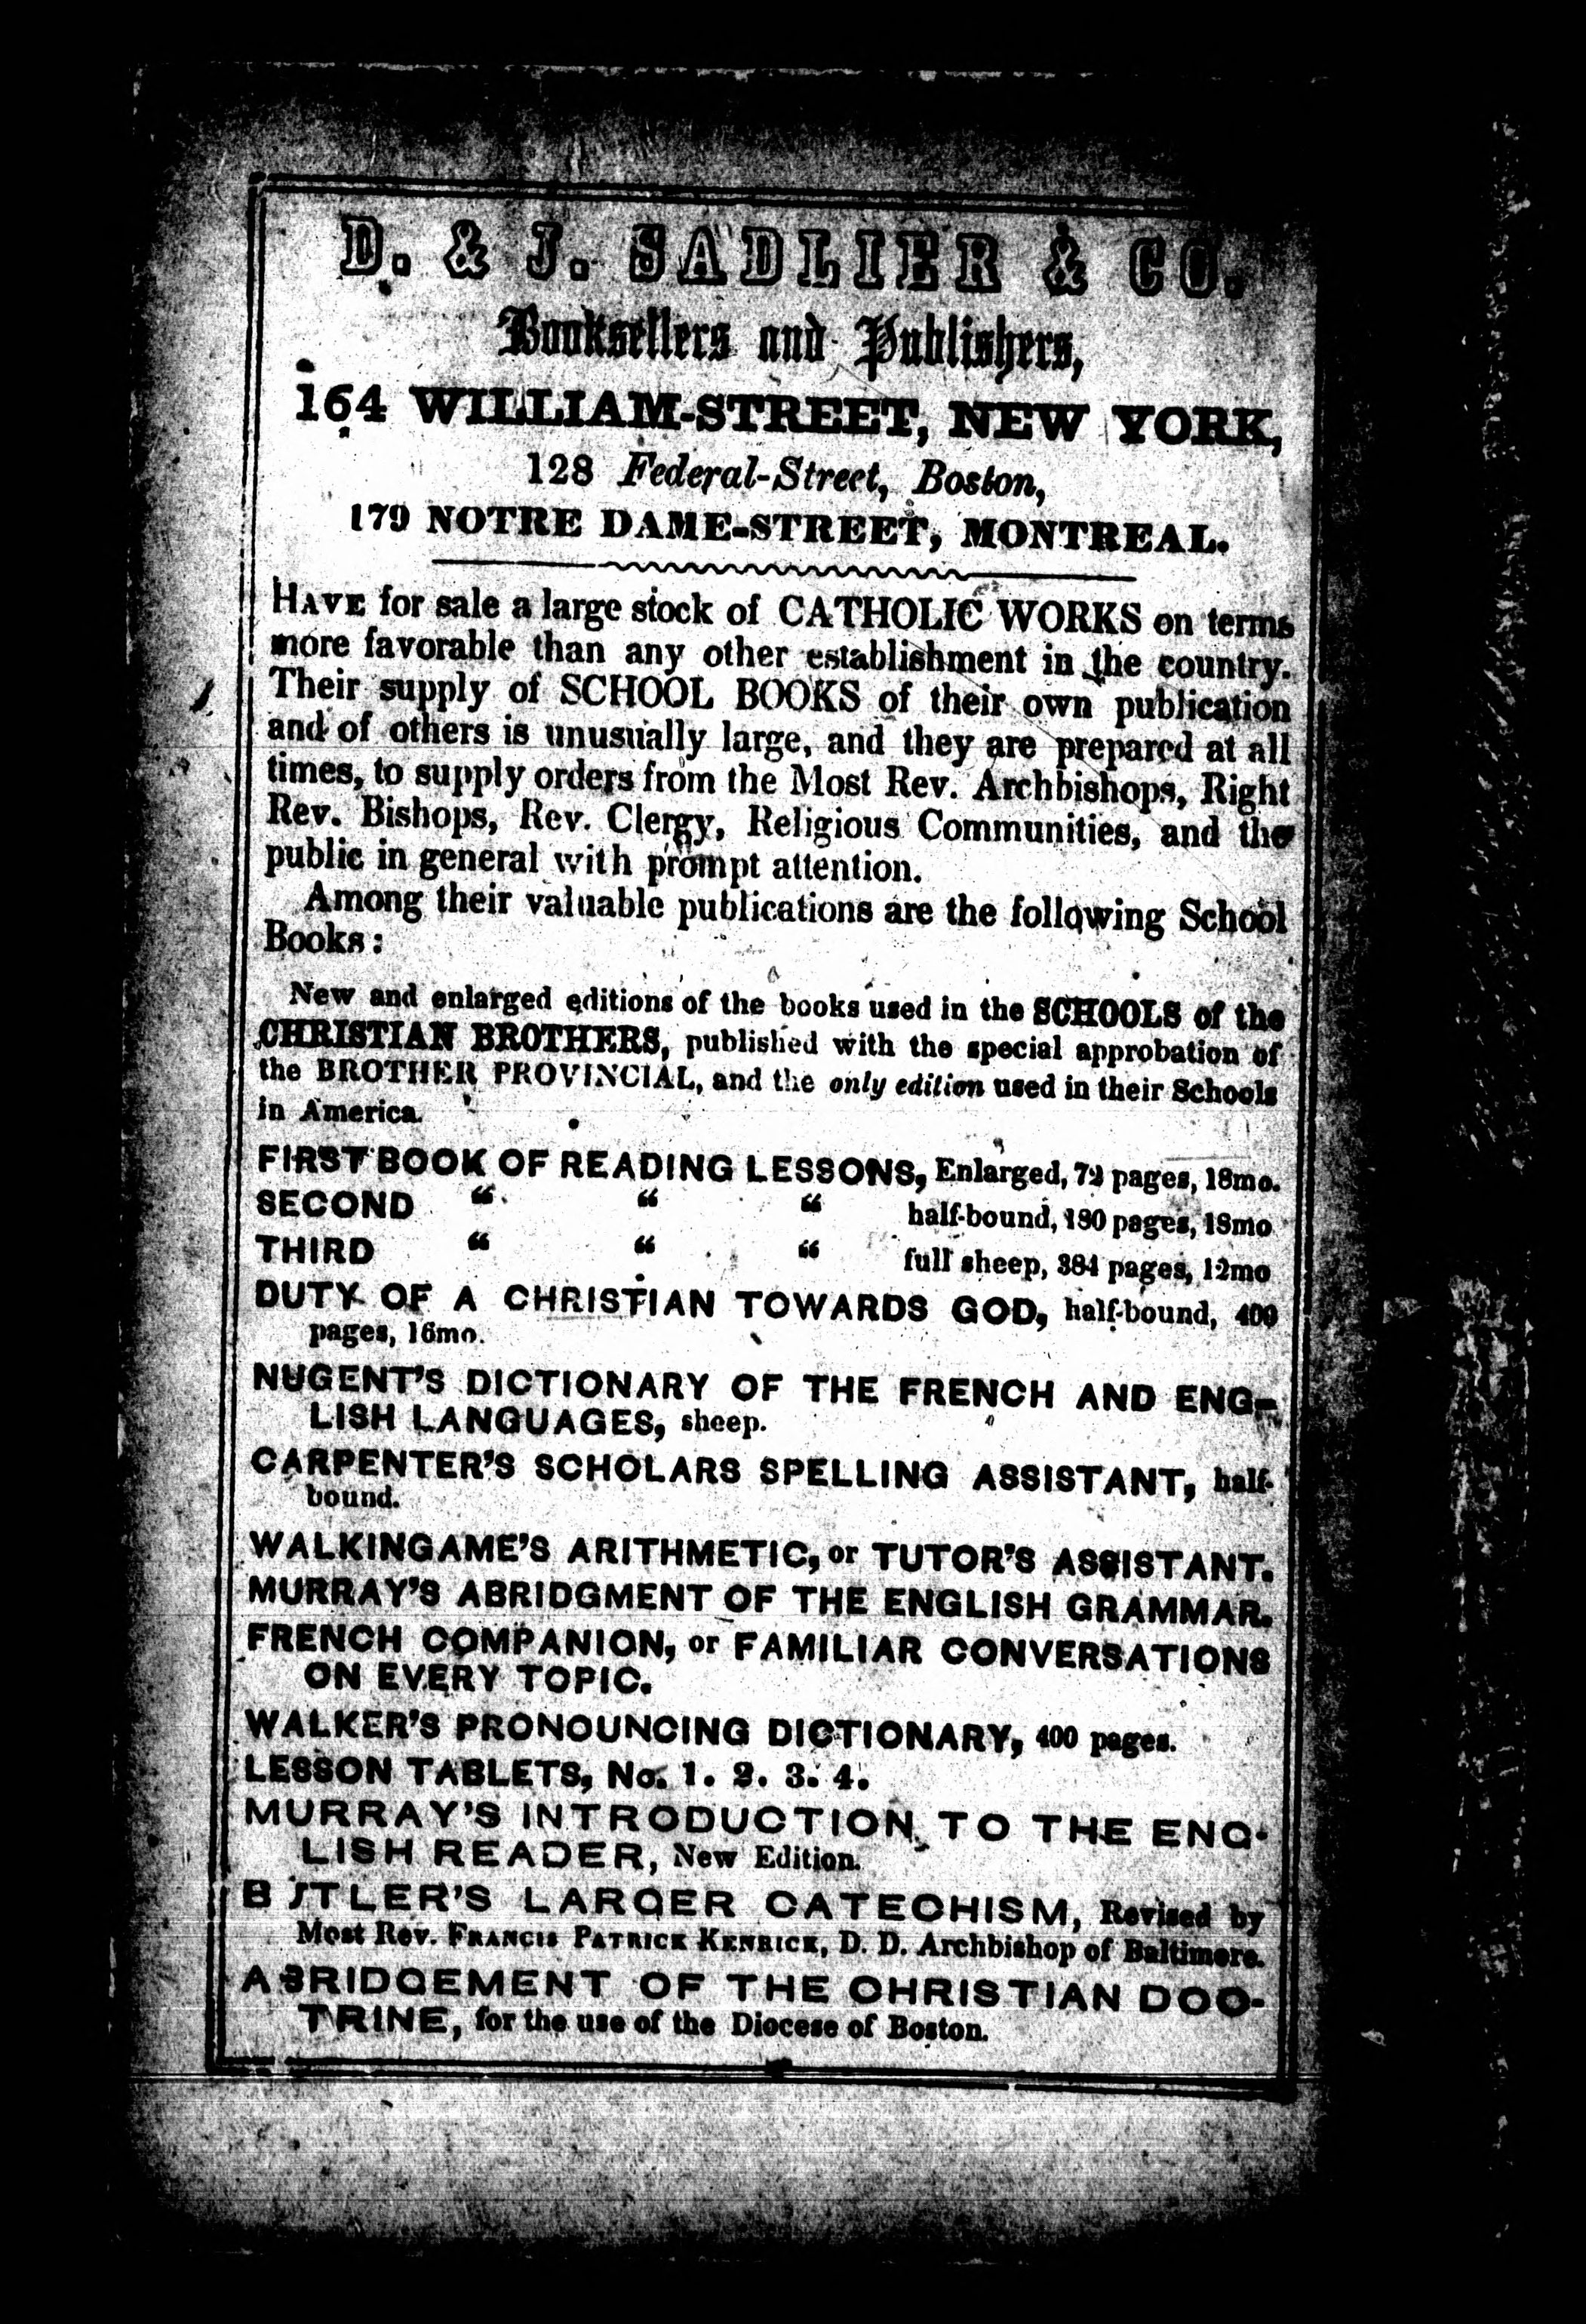 D. & J. SADLIER & CO.
Booksellers and Publishers,
164 WILLIAM-STREET, NEW YORK,
128 Federal-Street, Boston,
179 NOTRE DAME-STREET, MONTREAL.
HAVE for sale a large stock of CATHOLIC WORKS on terms
more favorable than any other establishment in the country.
Their supply of SCHOOL BOOKS of their own publication
and of others is unusually large, and they are prepared at all
times, to supply orders from the Most Rev. Archbishops, Right
Rev. Bishops, Rev. Clergy, Religious Communities, and the
public in general with prompt attention.
Among their valuable publications are the following School
Books:
New and enlarged editions of the books used in the SCHOOLS of the
CHRISTIAN BROTHERS, published with the special approbation of
the BROTHER PROVINCIAL, and the only edition used in their Schools
in America.
FIRST BOOK OF READING LESSONS, Enlarged, 72 pages, 18mo.
SECOND “ “ “ half-bound, 180 pages, 18mo
THIRD “ “ “ full sheep, 384 pages, 12mo
DUTY OF A CHRISTIAN TOWARDS GOD, half-bound, 400
pages, 16mo.
NUGENT'S DICTIONARY OF THE FRENCH AND ENG-
LISH LANGUAGES, sheep.
CARPENTER'S SCHOLARS SPELLING ASSISTANT, half-
bound.
WALKINGAME'S ARITHMETIC, or TUTOR'S ASSISTANT.
MURRAY'S ABRIDGMENT OF THE ENGLISH GRAMMAR.
FRENCH COMPANION, or FAMILIAR CONVERSATIONS
ON EVERY TOPIC.
WALKER'S PRONOUNCING DICTIONARY, 400 pages.
LESSON TABLETS, No. 1. 2. 3. 4.
MURRAY'S INTRODUCTION TO THE ENG-
LISH READER, New Edition.
BUTLER'S LARGER CATECHISM, Revised by
Most Rev. FRANCIS PATRICK KENRICK, D. D. Archbishop of Baltimore.
ABRIDGEMENT OF THE CHRISTIAN DOC-
TRINE, for the use of the Diocese of Boston.